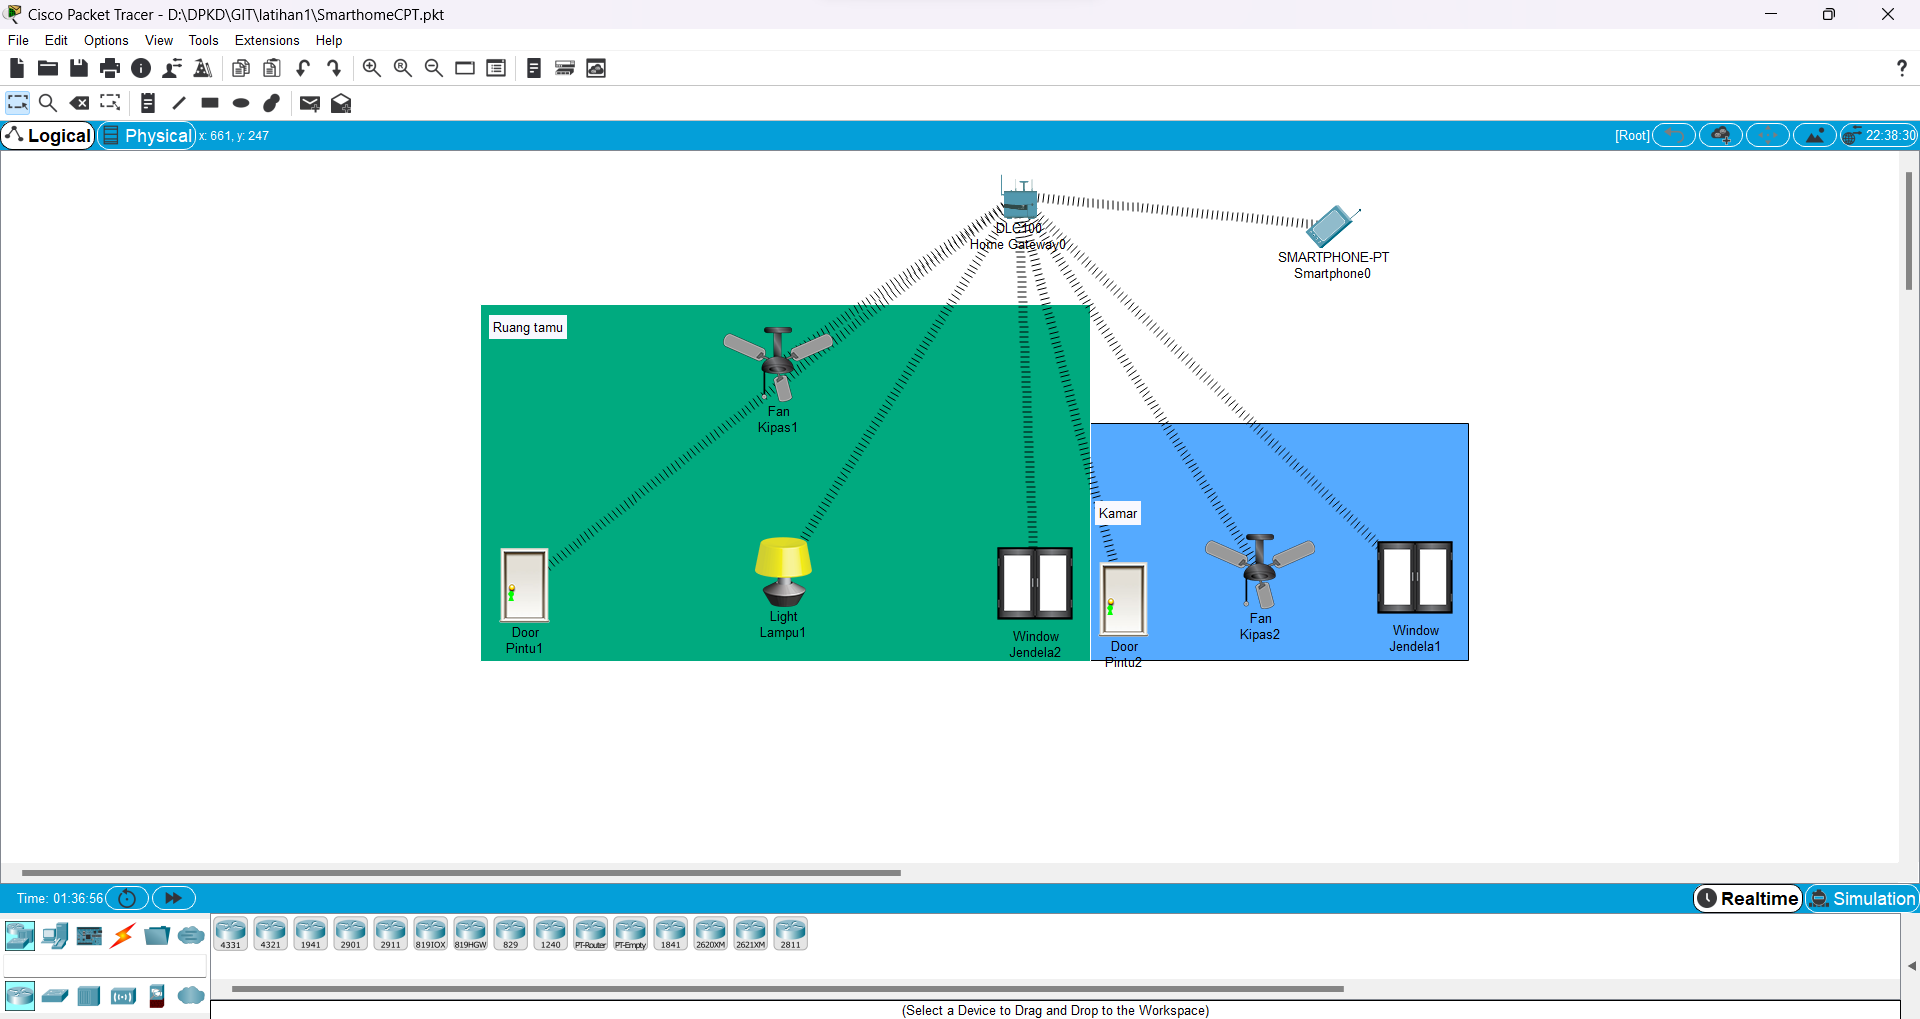 Cisco Packet Tracer - D:\DPKD\GIT\latihan1\SmarthomeCPT.pkt
File Edit Options View Tools Extensions Help
?
Logical Physical x: 661, y: 247 [Root] 22:38:30
DLC100
Home Gateway0
SMARTPHONE-PT
Smartphone0
Ruang tamu
Fan
Kipas1
Kamar
Door
Pintu1
Light
Lampu1
Window
Jendela2
Door
Pintu2
Fan
Kipas2
Window
Jendela1
Time: 01:36:56 Realtime Simulation
4331 4321 1941 2901 2911 819IOX 819HGW 829 1240 PT-Router PT-Empty 1841 2620XM 2621XM 2811
(Select a Device to Drag and Drop to the Workspace)